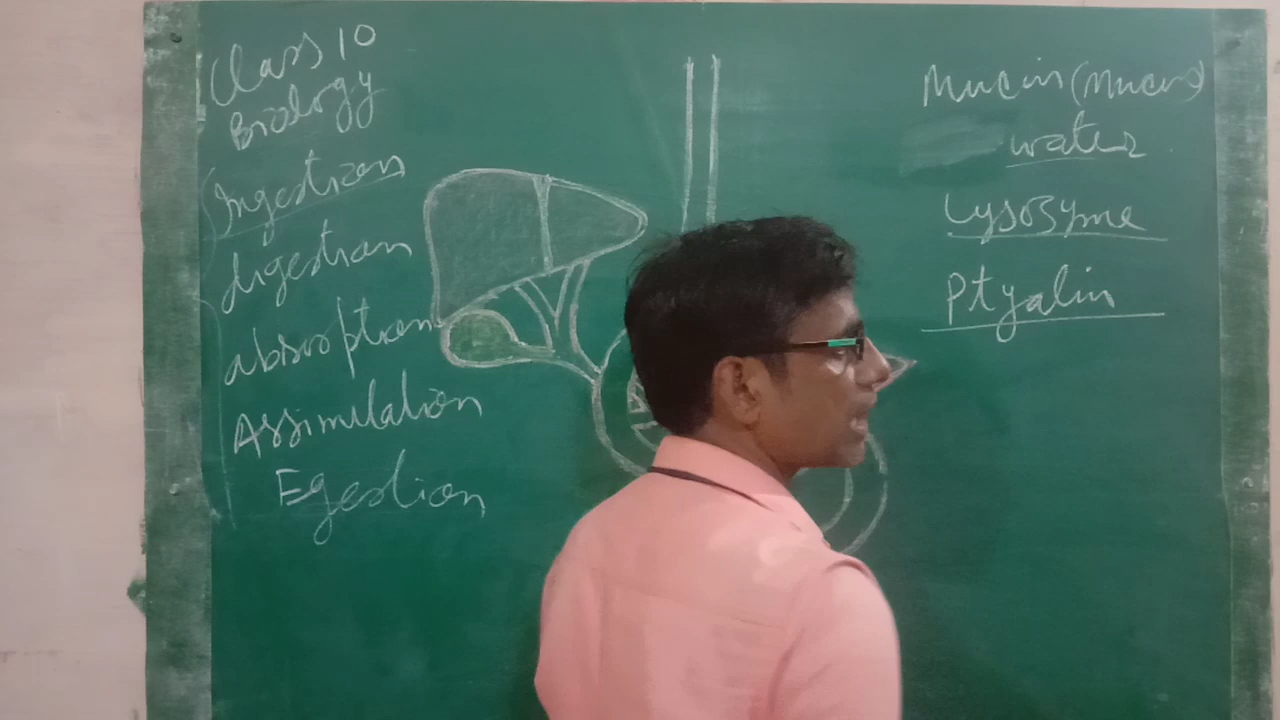 Class 10
Biology
Ingestion
digestion
absorption
Assimilation
Egestion
Mucin (Mucus)
water
Lysozyme
Ptyalin